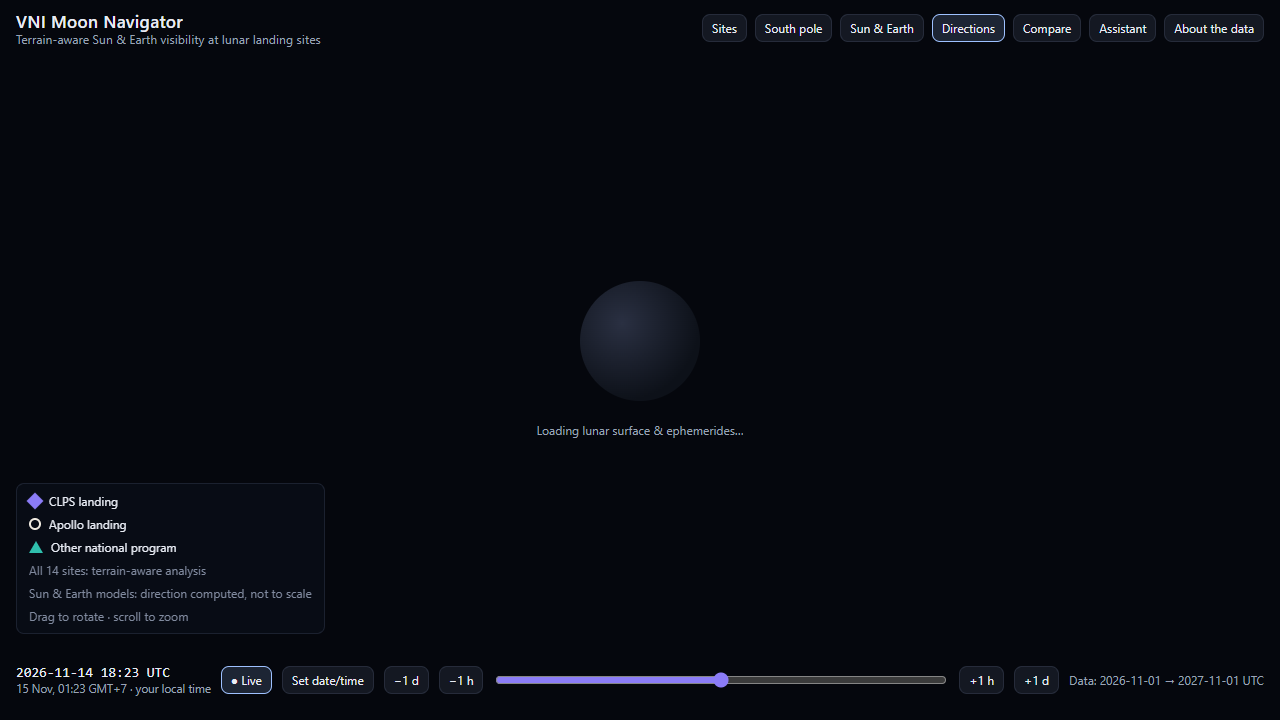 VNI Moon Navigator
Terrain-aware Sun & Earth visibility at lunar landing sites
Sites
South pole
Sun & Earth
Directions
Compare
Assistant
About the data
Loading lunar surface & ephemerides...
CLPS landing
Apollo landing
Other national program
All 14 sites: terrain-aware analysis
Sun & Earth models: direction computed, not to scale
Drag to rotate · scroll to zoom
2026-11-14 18:23 UTC
15 Nov, 01:23 GMT+7 · your local time
● Live
Set date/time
−1 d
−1 h
+1 h
+1 d
Data: 2026-11-01 → 2027-11-01 UTC